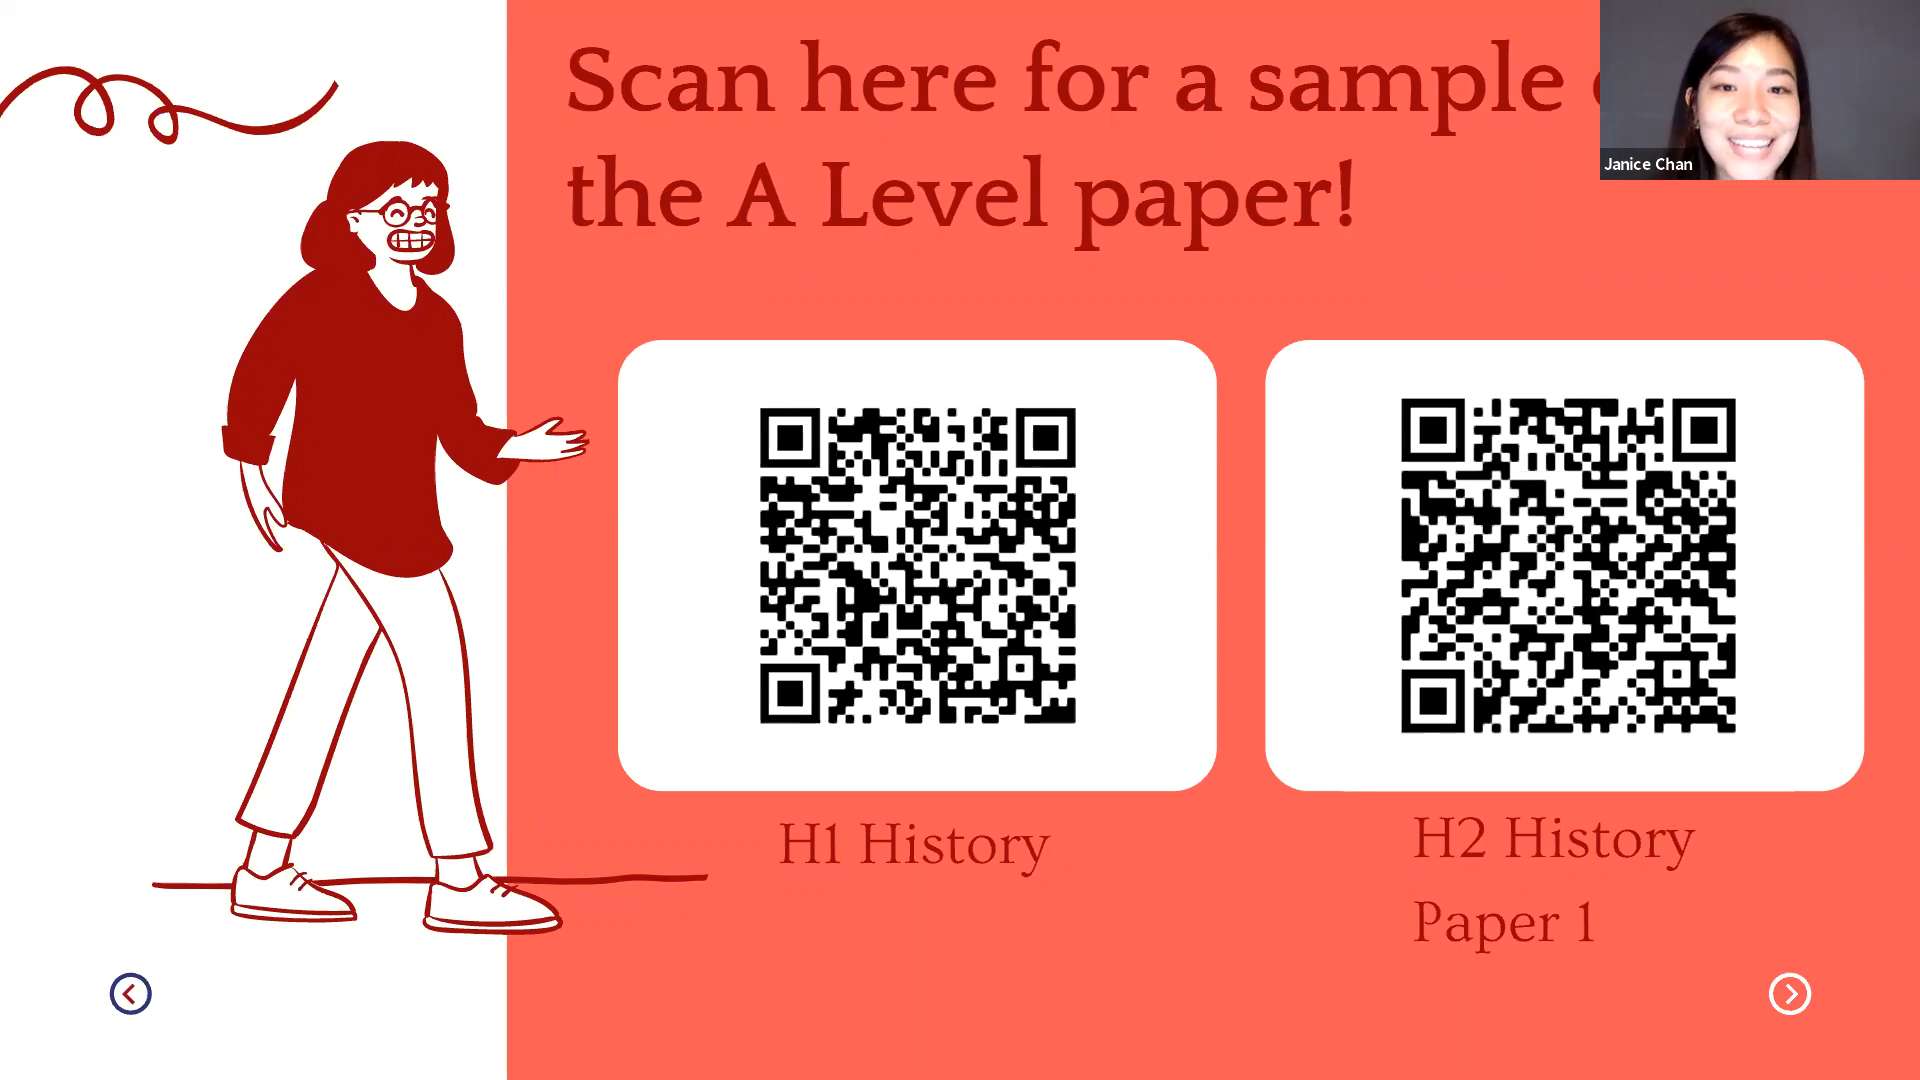 Scan here for a sample
the A Level paper!
Janice Chan
H1 History
H2 History
Paper 1